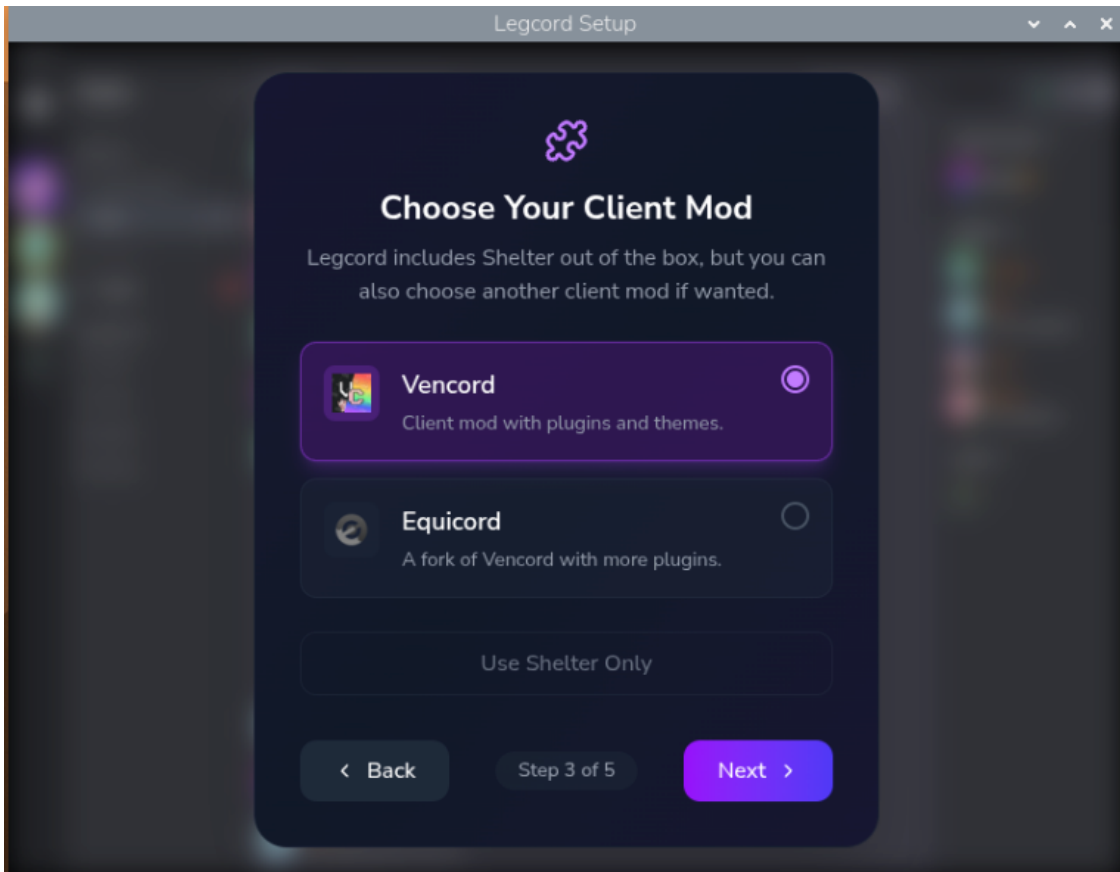 Legcord Setup
Choose Your Client Mod
Legcord includes Shelter out of the box, but you can
also choose another client mod if wanted.
Vencord
Client mod with plugins and themes.
Equicord
A fork of Vencord with more plugins.
Use Shelter Only
Back
Step 3 of 5
Next